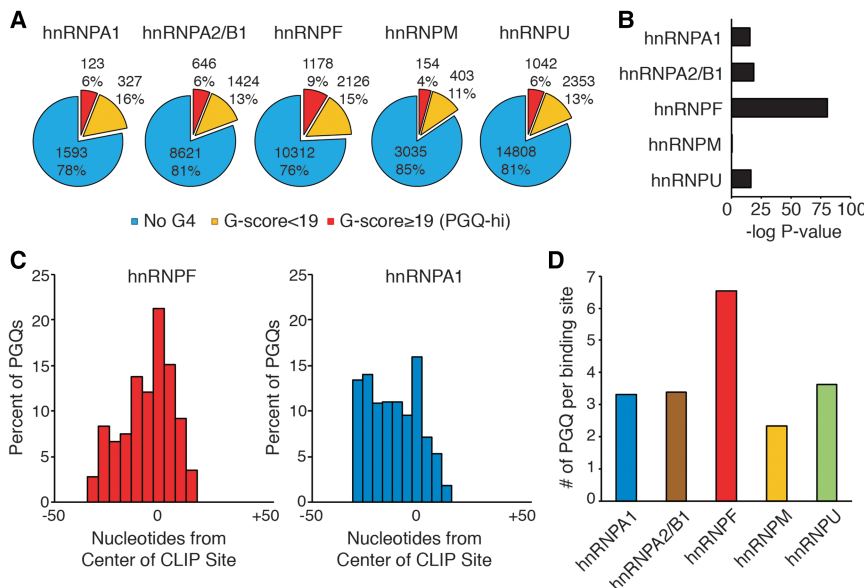 A
hnRNPA1
hnRNPA2/B1
hnRNPF
hnRNPM
hnRNPU
123
6%
327
16%
1593
78%
646
6%
1424
13%
8621
81%
1178
9%
2126
15%
10312
76%
154
4%
403
11%
3035
85%
1042
6%
2353
13%
14808
81%
No G4
G-score<19
G-score≥19 (PGQ-hi)
B
hnRNPA1
hnRNPA2/B1
hnRNPF
hnRNPM
hnRNPU
0 25 50 75 100
-log P-value
C
hnRNPF
Percent of PGQs
25
20
15
10
5
0
-50 0 +50
Nucleotides from
Center of CLIP Site
hnRNPA1
Percent of PGQs
25
20
15
10
5
0
-50 0 +50
Nucleotides from
Center of CLIP Site
D
# of PGQ per binding site
7
6
5
4
3
2
1
0
hnRNPA1
hnRNPA2/B1
hnRNPF
hnRNPM
hnRNPU